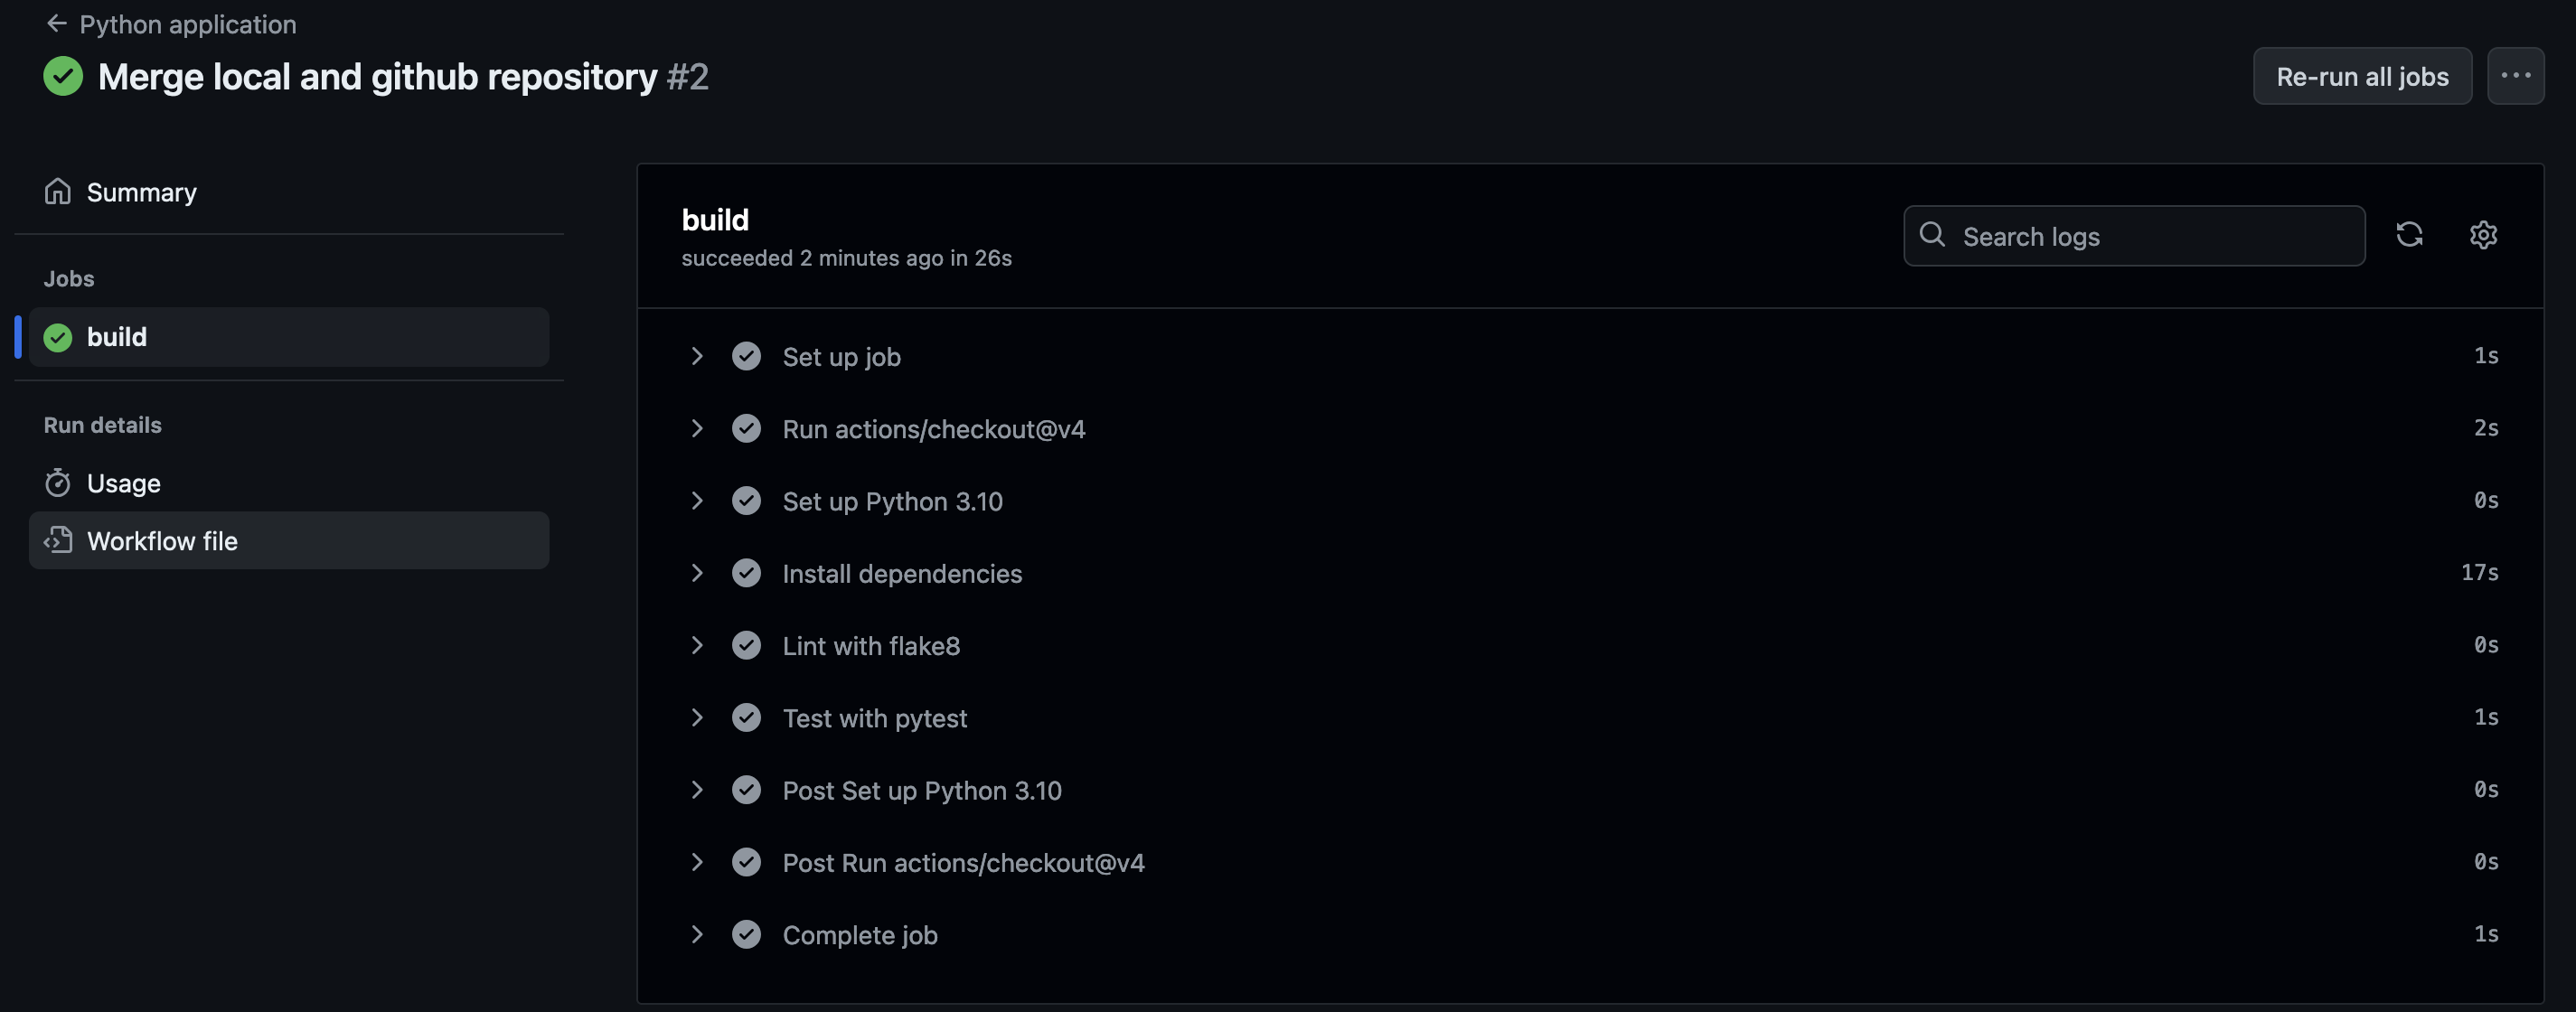 Python application
Merge local and github repository #2
Re-run all jobs
Summary
Jobs
build
Run details
Usage
Workflow file
build
succeeded 2 minutes ago in 26s
Search logs
Set up job 1s
Run actions/checkout@v4 2s
Set up Python 3.10 0s
Install dependencies 17s
Lint with flake8 0s
Test with pytest 1s
Post Set up Python 3.10 0s
Post Run actions/checkout@v4 0s
Complete job 1s